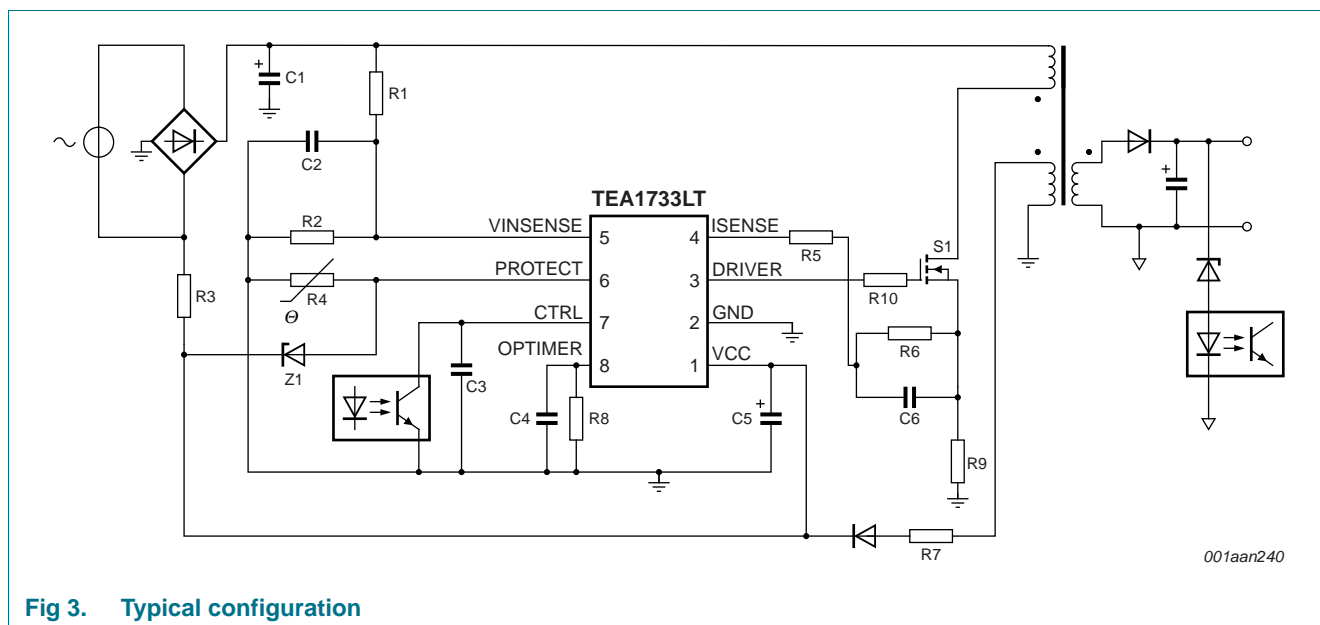 C1
R1
C2
TEA1733LT
R2
VINSENSE
5
4
ISENSE
R5
S1
PROTECT
6
3
DRIVER
R10
R3
R4
Θ
CTRL
7
2
GND
R6
OPTIMER
8
1
VCC
Z1
C3
C6
C4
R8
C5
R9
R7
001aan240
Fig 3. Typical configuration